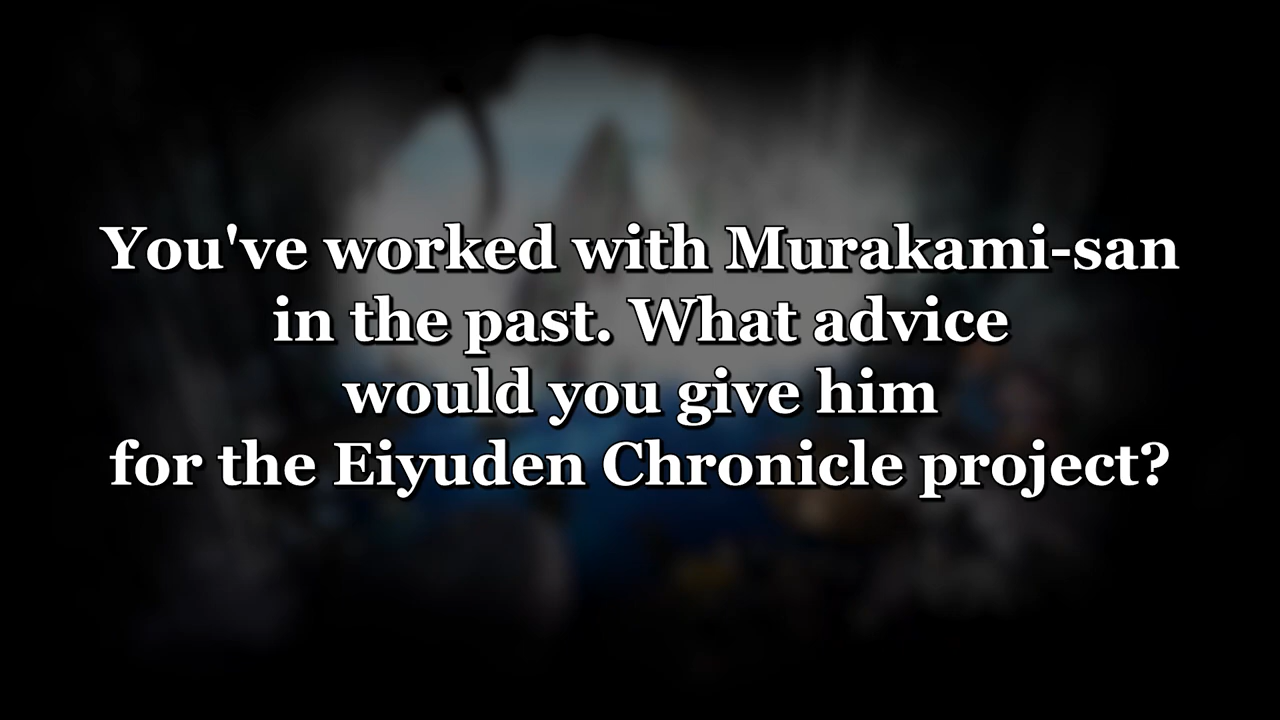 You've worked with Murakami-san
in the past. What advice
would you give him
for the Eiyuden Chronicle project?